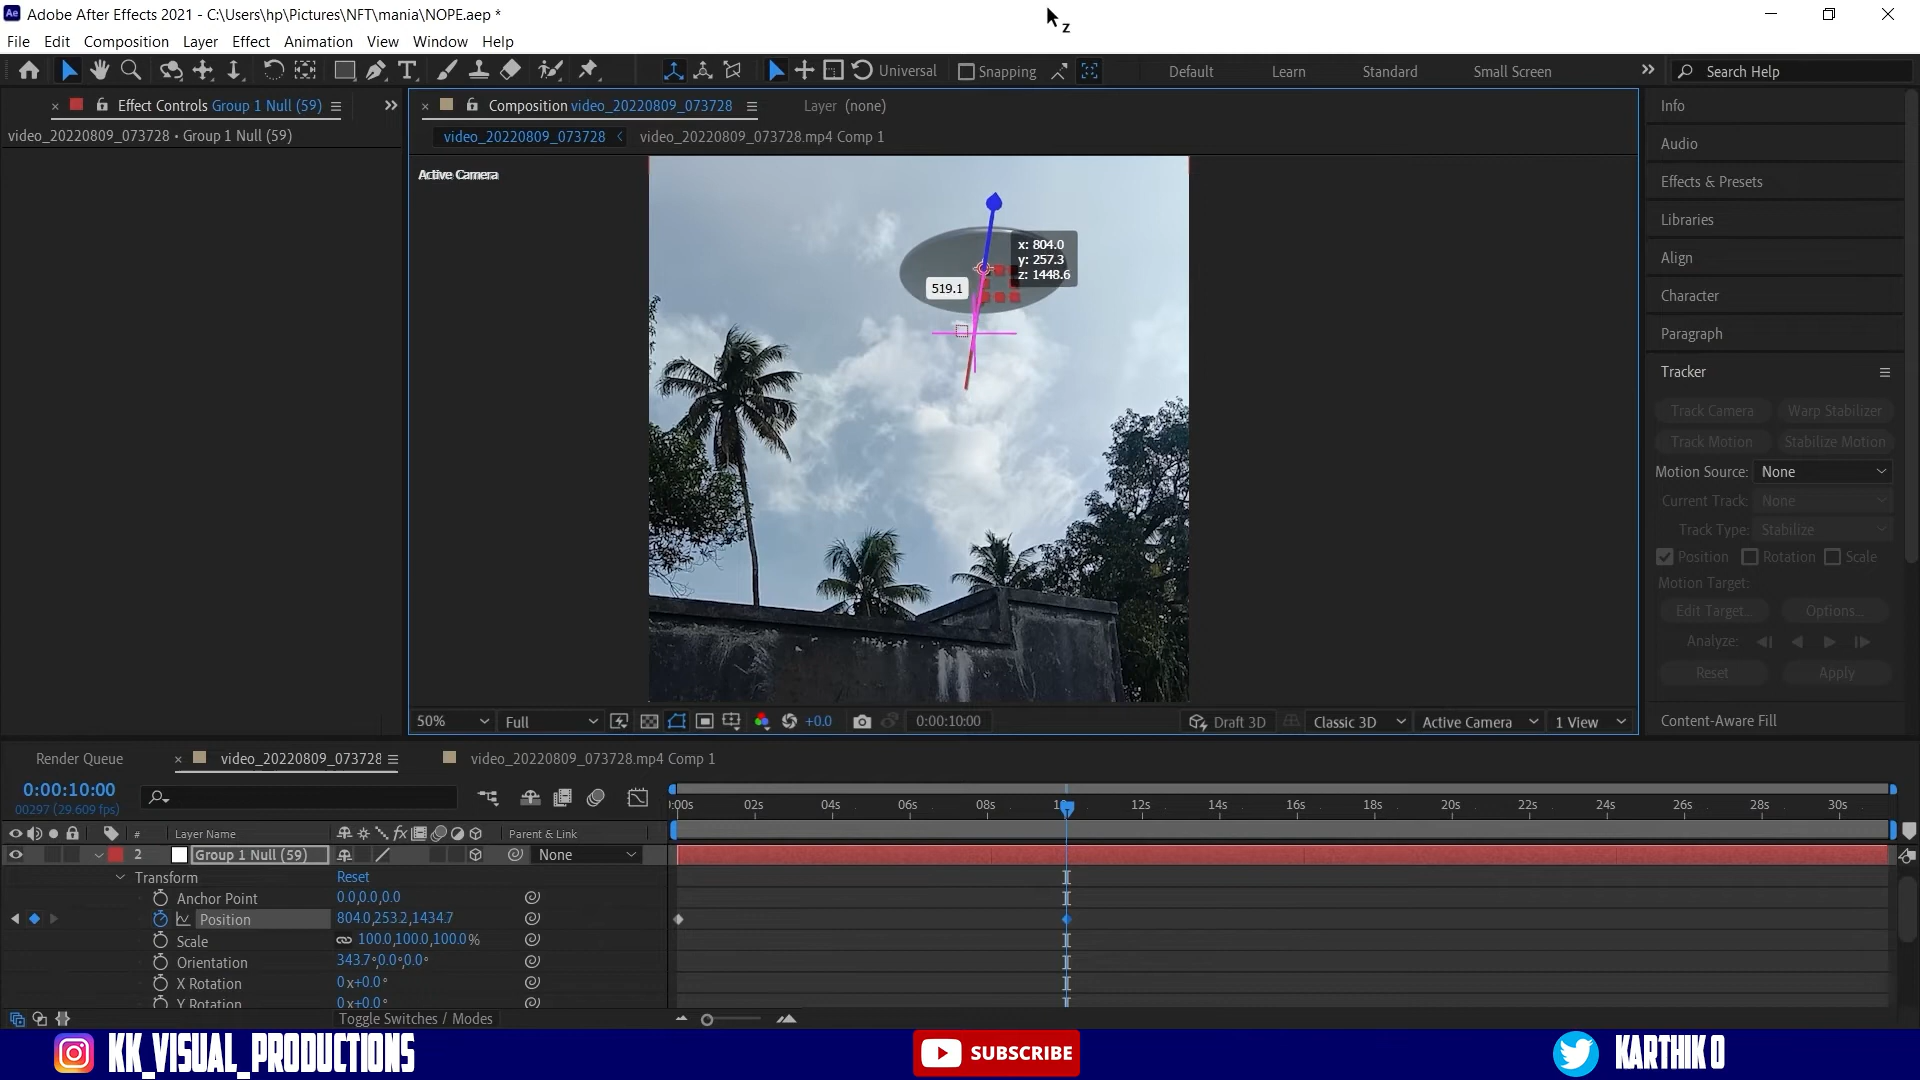 Adobe After Effects 2021 - C:\Users\hp\Pictures\NFT\mania\NOPE.aep *
File Edit Composition Layer Effect Animation View Window Help
Universal Snapping Default Learn Standard Small Screen Search Help
Effect Controls Group 1 Null (59)
video_20220809_073728 • Group 1 Null (59)
Composition video_20220809_073728 Layer (none)
video_20220809_073728 video_20220809_073728.mp4 Comp 1
Active Camera
x: 804.0
y: 257.3
z: 1448.6
519.1
z
50% Full +0.0 0:00:10:00 Draft 3D Classic 3D Active Camera 1 View
Info
Audio
Effects & Presets
Libraries
Align
Character
Paragraph
Tracker
Track Camera Warp Stabilizer
Track Motion Stabilize Motion
Motion Source: None
Current Track: None
Track Type: Stabilize
Position Rotation Scale
Motion Target:
Edit Target... Options...
Analyze:
Reset Apply
Content-Aware Fill
Render Queue video_20220809_073728 video_20220809_073728.mp4 Comp 1
0:00:10:00
00297 (29.609 fps)
):00s 02s 04s 06s 08s 10s 12s 14s 16s 18s 20s 22s 24s 26s 28s 30s
# Layer Name fx Parent & Link
2 Group 1 Null (59) None
Transform Reset
Anchor Point 0.0,0.0,0.0
Position 804.0,253.2,1434.7
Scale 100.0,100.0,100.0%
Orientation 343.7°,0.0°,0.0°
X Rotation 0x+0.0°
Y Rotation 0x+0.0°
Toggle Switches / Modes
KK_VISUAL_PRODUCTIONS SUBSCRIBE KARTHIK O